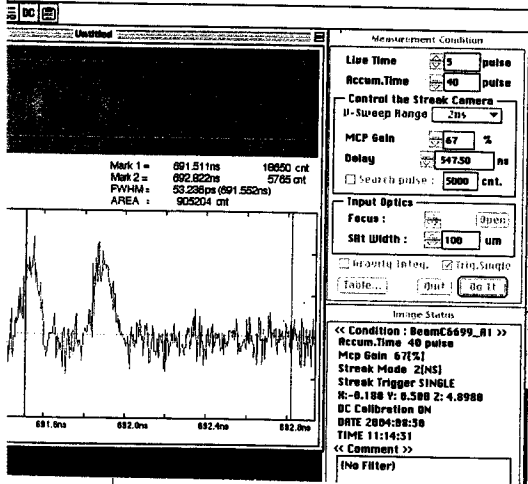 DC
Untitled
Mark 1 = 691.511ns 18650 cnt
Mark 2 = 692.822ns 5765 cnt
FWHM = 53.236ps (691.552ns)
AREA : 905204 cnt
691.6ns 692.0ns 692.4ns 692.8ns
Measurement Condition
Live Time 5 pulse
Accum.Time 40 pulse
Control the Streak Camera
V-Sweep Range 2ns
MCP Gain 67 %
Delay 547.50 ns
Search pulse : 5000 cnt.
Input Optics
Focus : Open
Slit Width : 100 um
Gravity Integ. Trig.Single
Table... Quit Do It
Image Status
<< Condition : BeamC6699_A1 >>
Accum.Time 40 pulse
Mcp Gain 67[%]
Streak Mode 2[NS]
Streak Trigger SINGLE
X:-0.188 Y: 0.500 Z: 4.8980
DC Calibration ON
DATE 2004:08:30
TIME 11:14:31
<< Comment >>
(No Filter)